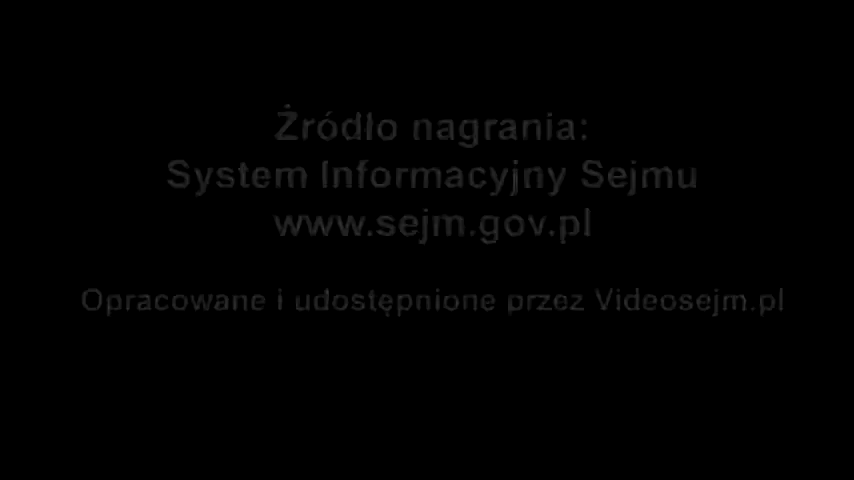 Źródło nagrania:
System Informacyjny Sejmu
www.sejm.gov.pl
Opracowane i udostępnione przez Videosejm.pl